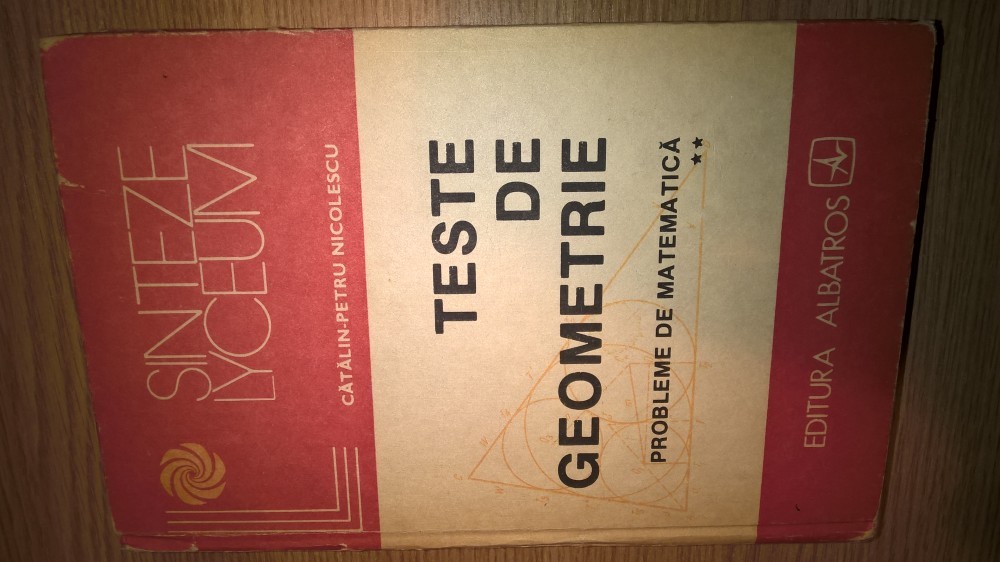 SINTEZE
LYCEUM
CĂTĂLIN-PETRU NICOLESCU
TESTE
DE
GEOMETRIE
PROBLEME DE MATEMATICĂ
**
EDITURA ALBATROS